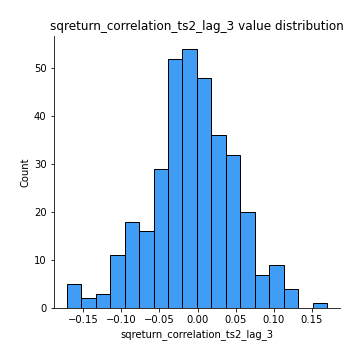 sqreturn_correlation_ts2_lag_3 value distribution
Count
50
40
30
20
10
0
−0.15 −0.10 −0.05 0.00 0.05 0.10 0.15
sqreturn_correlation_ts2_lag_3